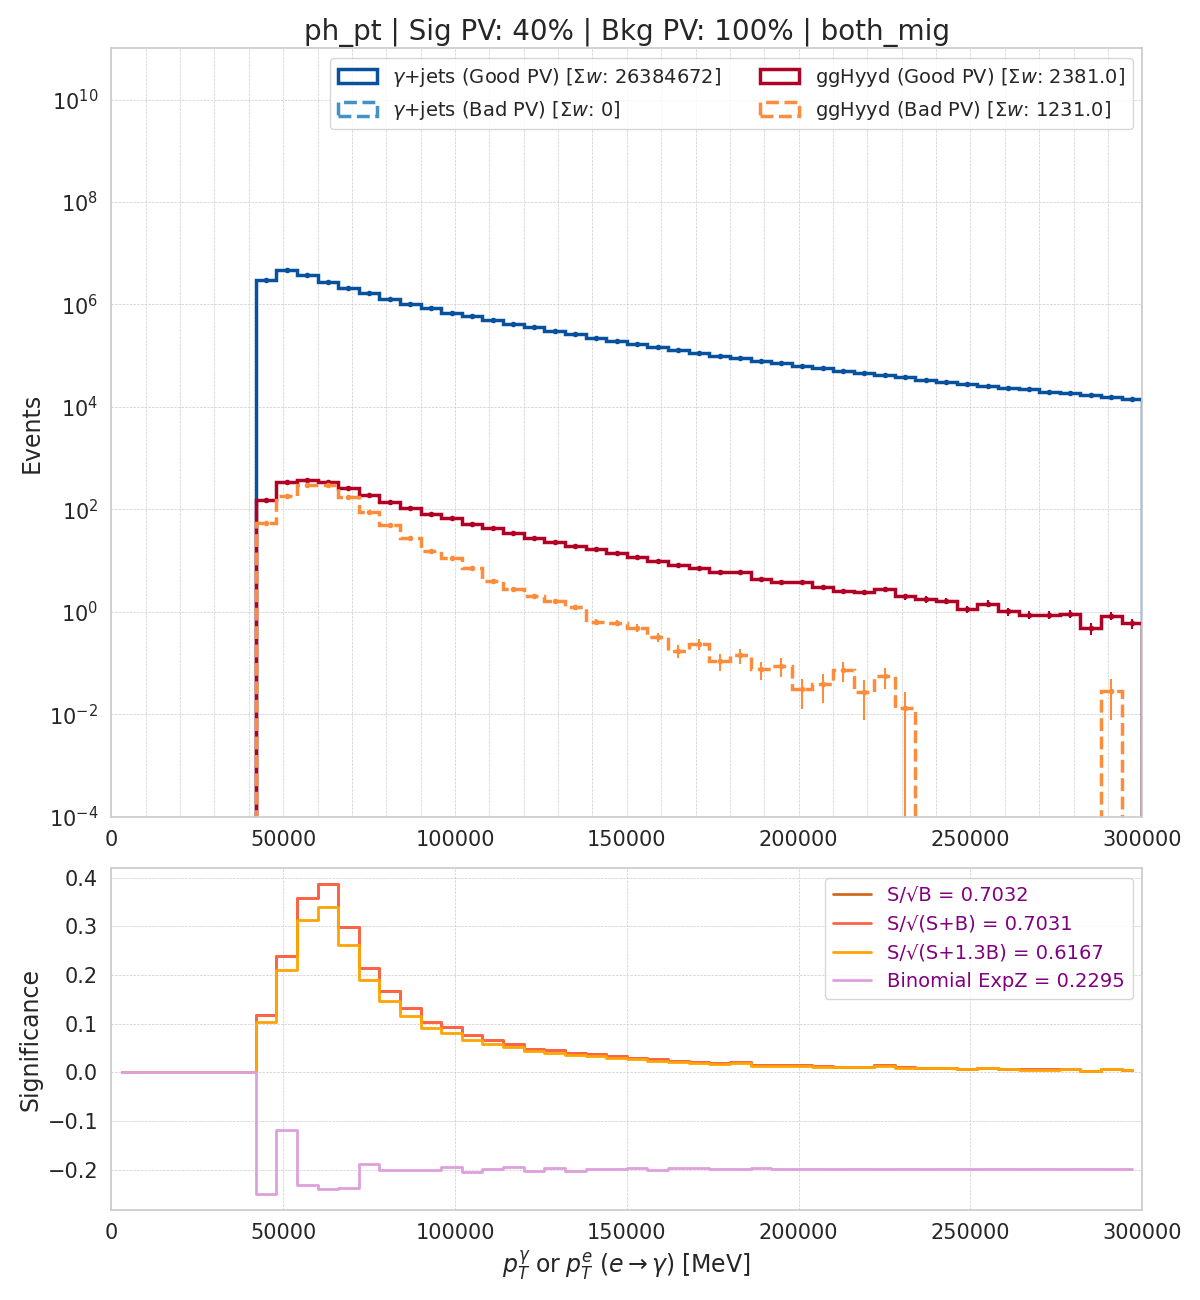 ph_pt | Sig PV: 40% | Bkg PV: 100% | both_mig
γ+jets (Good PV) [Σw: 26384672]
γ+jets (Bad PV) [Σw: 0]
ggHyyd (Good PV) [Σw: 2381.0]
ggHyyd (Bad PV) [Σw: 1231.0]
Events
10^10
10^8
10^6
10^4
10^2
10^0
10^−2
10^−4
0 50000 100000 150000 200000 250000 300000
S/√B = 0.7032
S/√(S+B) = 0.7031
S/√(S+1.3B) = 0.6167
Binomial ExpZ = 0.2295
Significance
0.4
0.3
0.2
0.1
0.0
−0.1
−0.2
0 50000 100000 150000 200000 250000 300000
p_T^γ or p_T^e (e→γ) [MeV]